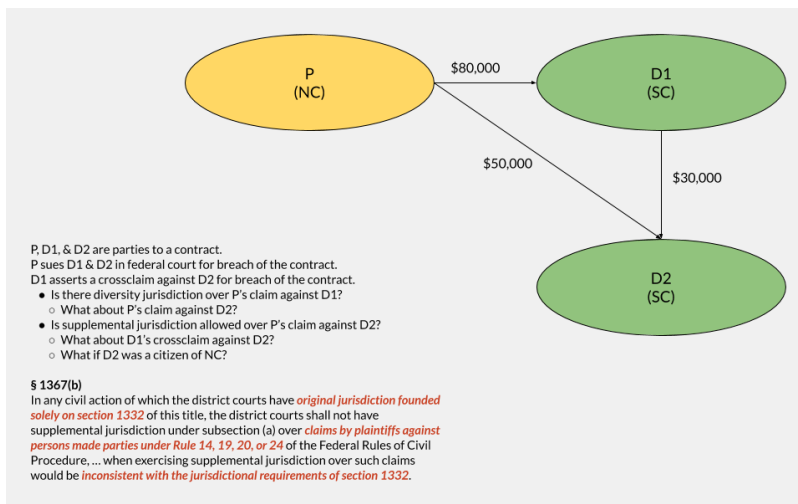 P
(NC)
$80,000
D1
(SC)
$50,000
$30,000
D2
(SC)
P, D1, & D2 are parties to a contract.
P sues D1 & D2 in federal court for breach of the contract.
D1 asserts a crossclaim against D2 for breach of the contract.
● Is there diversity jurisdiction over P's claim against D1?
○ What about P's claim against D2?
● Is supplemental jurisdiction allowed over P's claim against D2?
○ What about D1's crossclaim against D2?
○ What if D2 was a citizen of NC?
§ 1367(b)
In any civil action of which the district courts have original jurisdiction founded
solely on section 1332 of this title, the district courts shall not have
supplemental jurisdiction under subsection (a) over claims by plaintiffs against
persons made parties under Rule 14, 19, 20, or 24 of the Federal Rules of Civil
Procedure, ... when exercising supplemental jurisdiction over such claims
would be inconsistent with the jurisdictional requirements of section 1332.